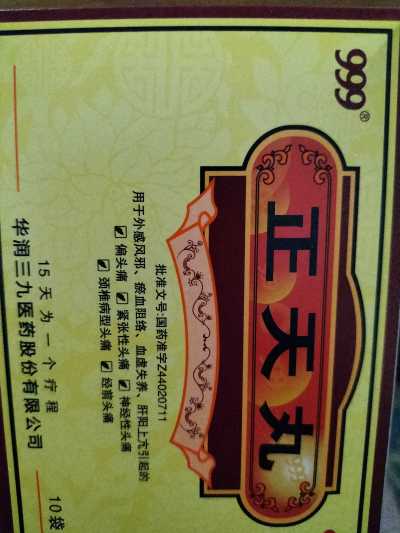 999®
正天丸
批准文号:国药准字Z44020711
用于外感风邪、瘀血阻络、血虚失养、肝阳上亢引起的
☑ 偏头痛 ☑ 紧张性头痛 ☑ 神经性头痛
☑ 颈椎病型头痛 ☑ 经前头痛
15天为一个疗程
华润三九医药股份有限公司
10袋